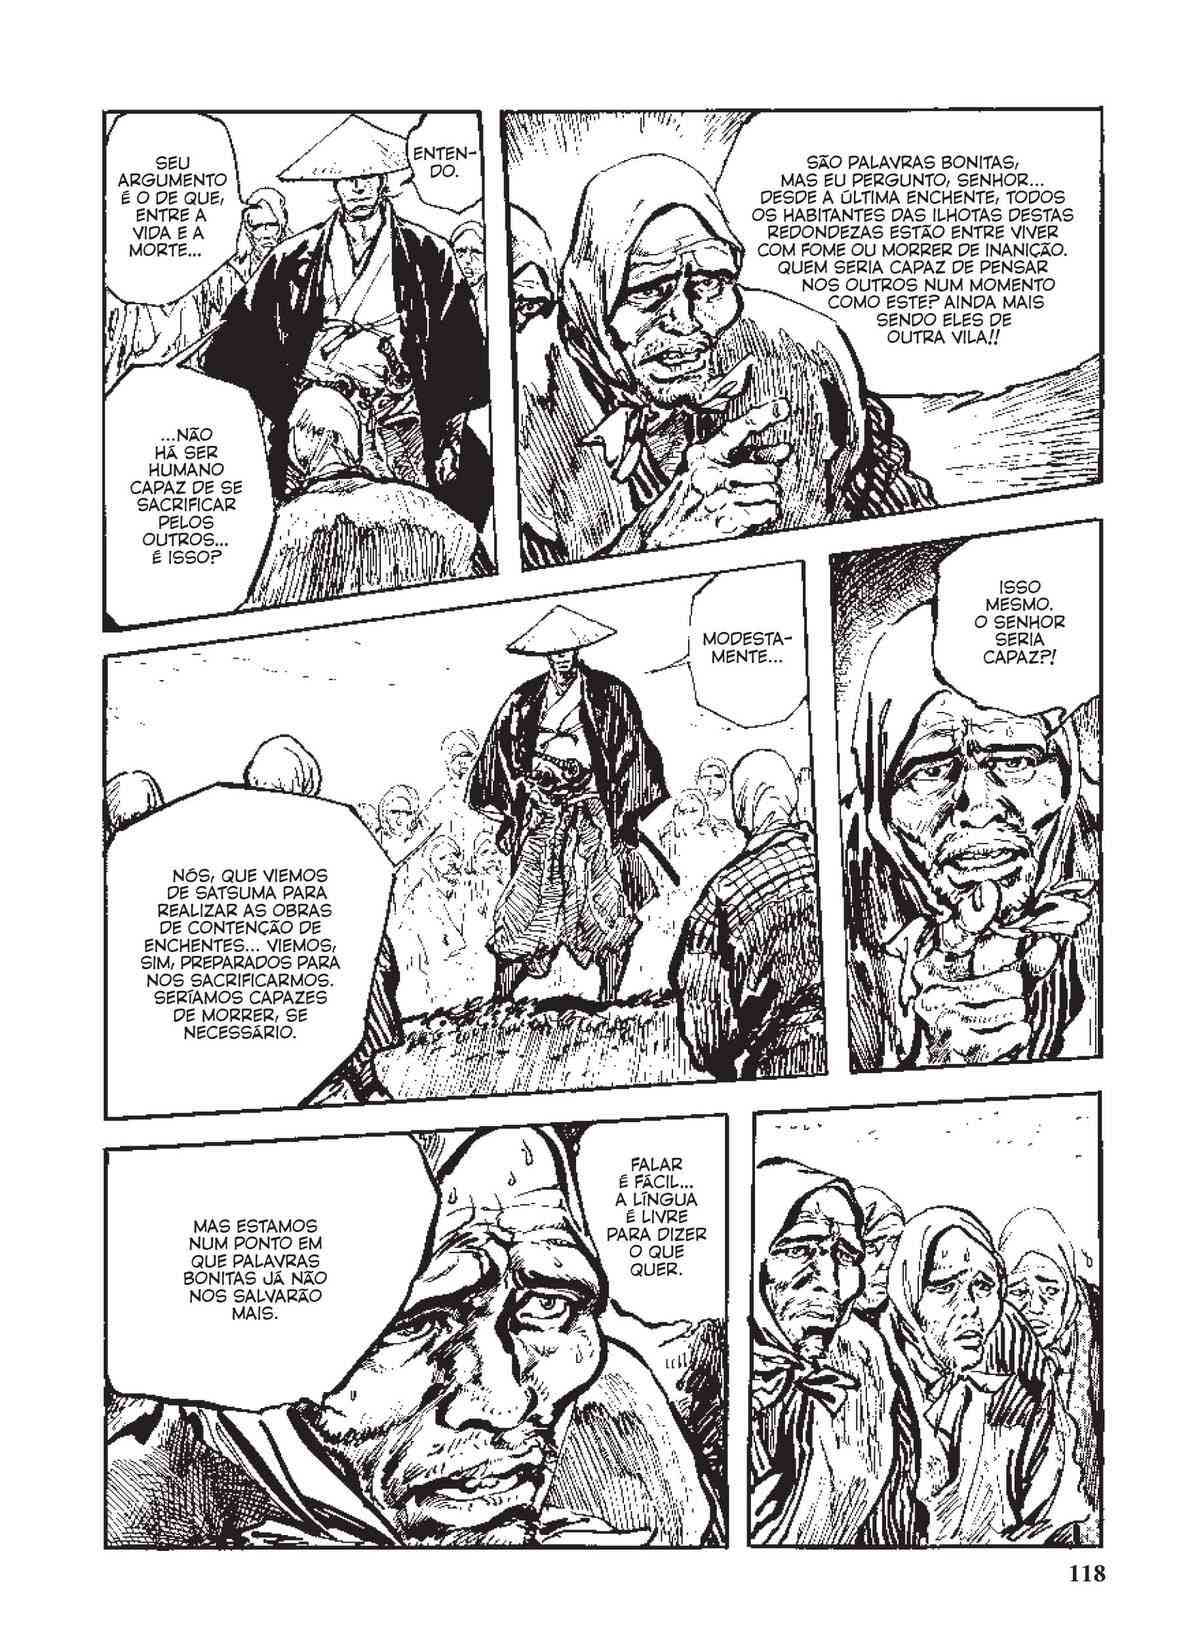 SÃO PALAVRAS BONITAS,
MAS EU PERGUNTO, SENHOR...
DESDE A ÚLTIMA ENCHENTE, TODOS
OS HABITANTES DAS ILHOTAS DESTAS
REDONDEZAS ESTÃO ENTRE VIVER
COM FOME OU MORRER DE INANIÇÃO.
QUEM SERIA CAPAZ DE PENSAR
NOS OUTROS NUM MOMENTO
COMO ESTE? AINDA MAIS
SENDO ELES DE
OUTRA VILA!!
ENTEN-
DO.
SEU
ARGUMENTO
É O DE QUE,
ENTRE A
VIDA E A
MORTE...
...NÃO
HÁ SER
HUMANO
CAPAZ DE SE
SACRIFICAR
PELOS
OUTROS...
É ISSO?
ISSO
MESMO.
O SENHOR
SERIA
CAPAZ?!
MODESTA-
MENTE...
NÓS, QUE VIEMOS
DE SATSUMA PARA
REALIZAR AS OBRAS
DE CONTENÇÃO DE
ENCHENTES... VIEMOS,
SIM, PREPARADOS PARA
NOS SACRIFICARMOS.
SERÍAMOS CAPAZES
DE MORRER, SE
NECESSÁRIO.
FALAR
É FÁCIL...
A LÍNGUA
É LIVRE
PARA DIZER
O QUE
QUER.
MAS ESTAMOS
NUM PONTO EM
QUE PALAVRAS
BONITAS JÁ NÃO
NOS SALVARÃO
MAIS.
118